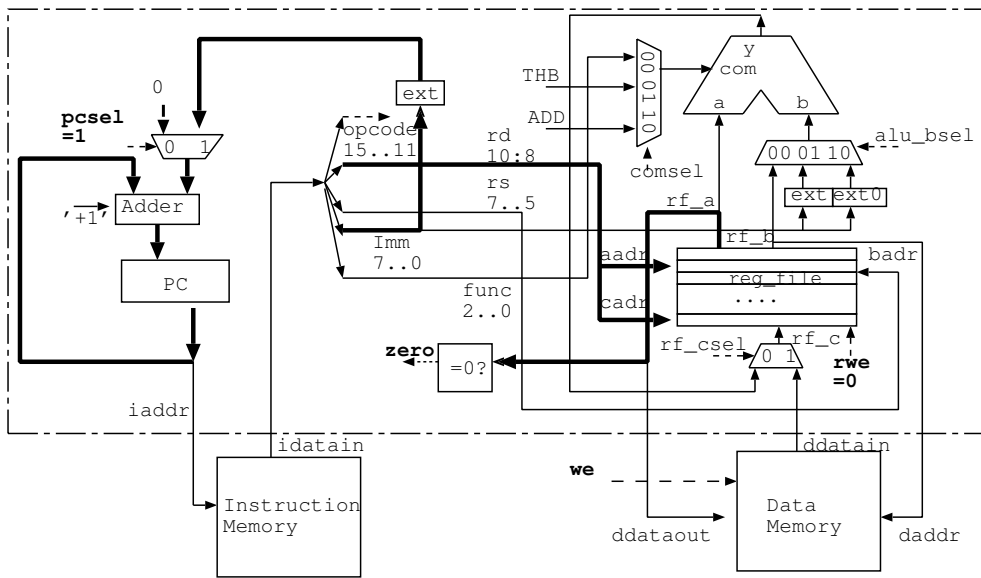 y
com
a
b
00 01 10
THB
ADD
comsel
0
pcsel
=1
0 1
'+1'
Adder
PC
ext
opcode
15..11
rd
10:8
rs
7..5
Imm
7..0
func
2..0
alu_bsel
00 01 10
ext
ext0
rf_a
rf_b
aadr
badr
cadr
reg_file
....
rf_csel
0 1
rf_c
rwe
=0
zero
=0?
iaddr
idatain
ddatain
Instruction
Memory
we
ddataout
Data
Memory
daddr